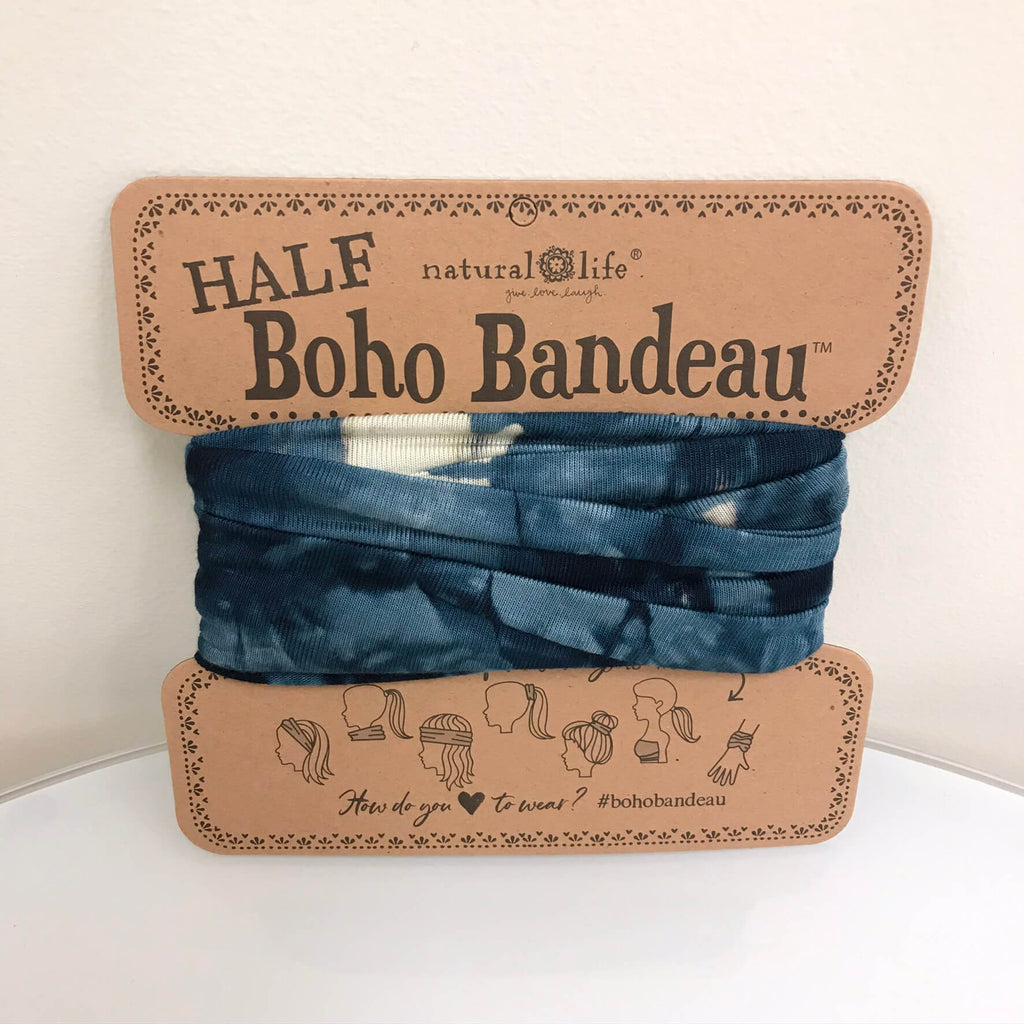 HALF
natural life®
give.love.laugh.
Boho Bandeau™
How do you ♥ to wear? #bohobandeau